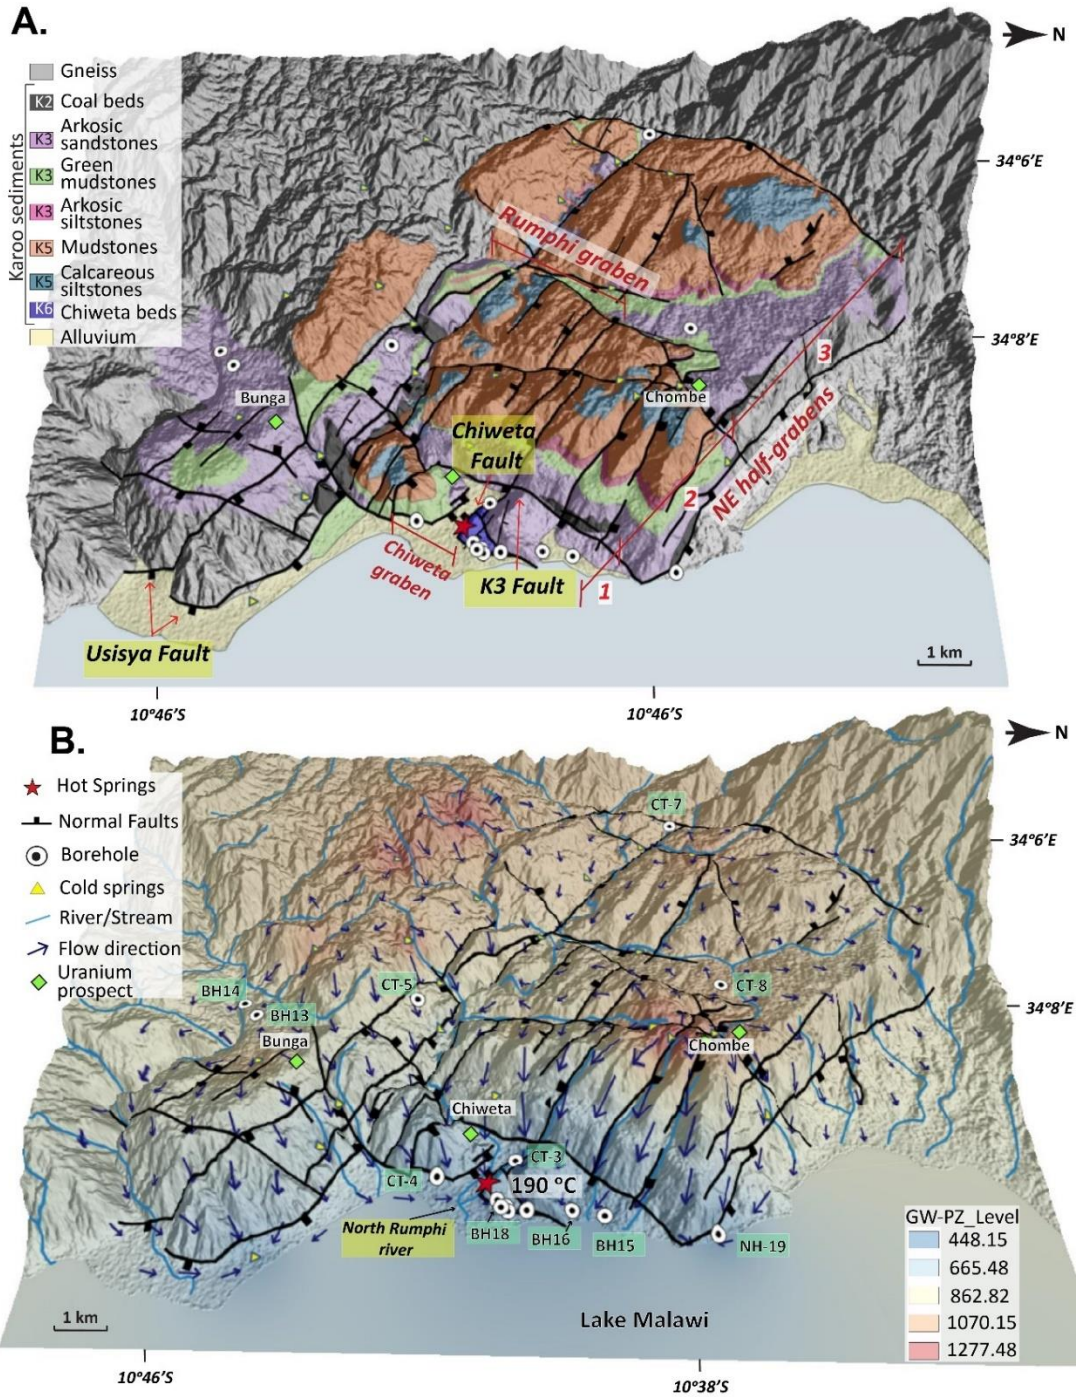 A.
N
Gneiss
Karoo sediments
K2 Coal beds
K3 Arkosic
sandstones
K3 Green
mudstones
K3 Arkosic
siltstones
K5 Mudstones
K5 Calcareous
siltstones
K6 Chiweta beds
Alluvium
34°6'E
34°8'E
Rumphi graben
Bunga
Chombe
3
Chiweta
Fault
NE half-grabens
2
Chiweta
graben
K3 Fault
1
Usisya Fault
1 km
10°46'S
10°46'S
B.
N
Hot Springs
Normal Faults
Borehole
Cold springs
River/Stream
Flow direction
Uranium
prospect
CT-7
34°6'E
BH14
CT-5
CT-8
34°8'E
BH13
Bunga
Chombe
Chiweta
CT-3
CT-4
190 °C
North Rumphi
river
BH18
BH16
BH15
NH-19
GW-PZ_Level
448.15
665.48
862.82
1070.15
1277.48
Lake Malawi
1 km
10°46'S
10°38'S